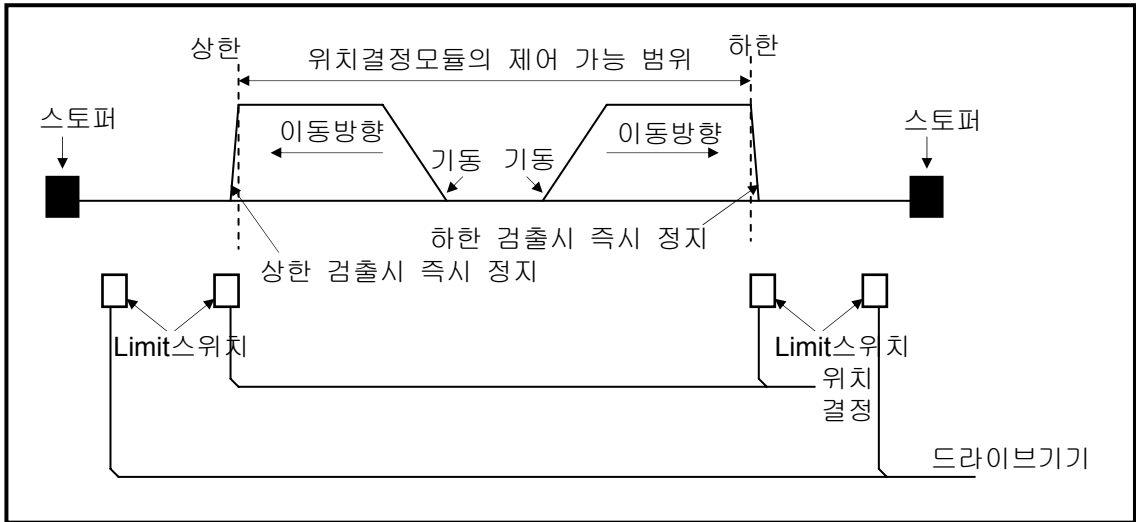 상한
위치결정모듈의 제어 가능 범위
하한
스토퍼
이동방향
기동
기동
이동방향
스토퍼
하한 검출시 즉시 정지
상한 검출시 즉시 정지
Limit스위치
Limit스위치
위치
결정
드라이브기기